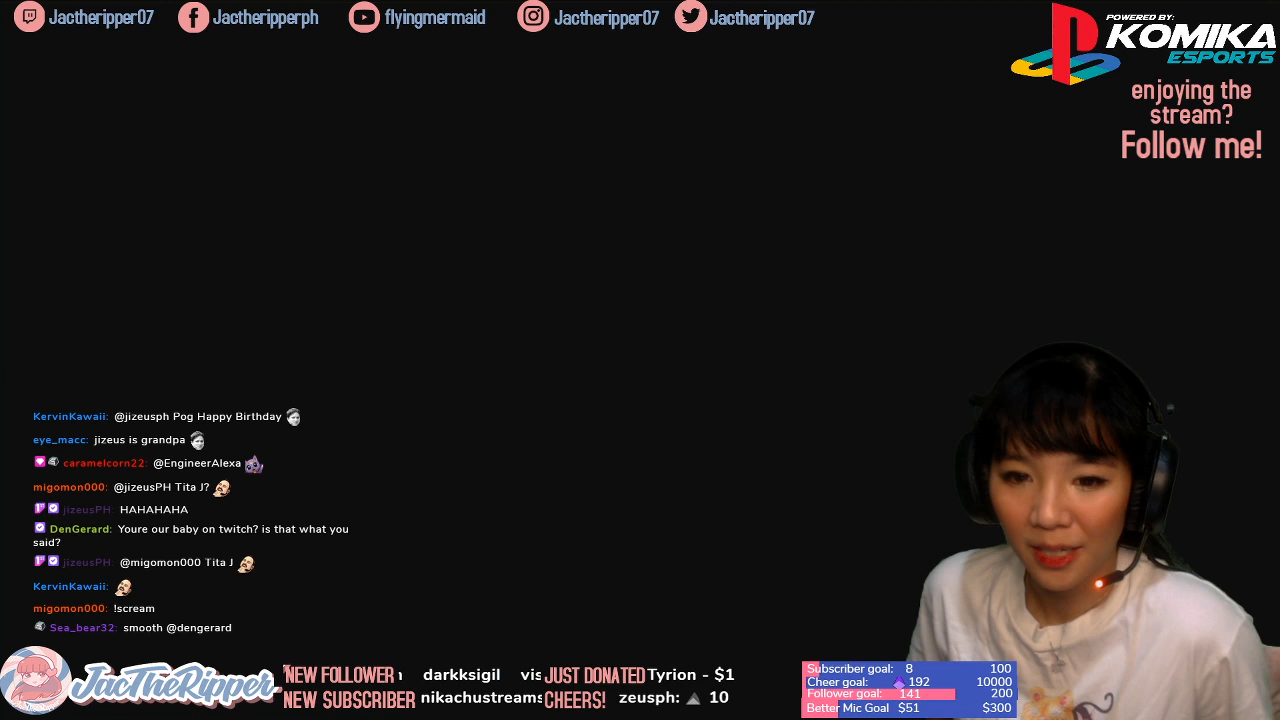 Jactheripper07
Jactheripperph
flyingmermaid
Jactheripper07
Jactheripper07
POWERED BY:
KOMIKA
ESPORTS
enjoying the
stream?
Follow me!
KervinKawaii: @jizeusph Pog Happy Birthday
eye_macc: jizeus is grandpa
caramelcorn22: @EngineerAlexa
migomon000: @jizeusPH Tita J?
jizeusPH: HAHAHAHA
DenGerard: Youre our baby on twitch? is that what you
said?
jizeusPH: @migomon000 Tita J
KervinKawaii:
migomon000: !scream
Sea_bear32: smooth @dengerard
JacTheRipper
NEW FOLLOWER darkksigil vis
NEW SUBSCRIBER nikachustreams
JUST DONATED Tyrion - $1
CHEERS! zeusph: 10
Subscriber goal: 8 100
Cheer goal: 192 10000
Follower goal: 141 200
Better Mic Goal $51 $300